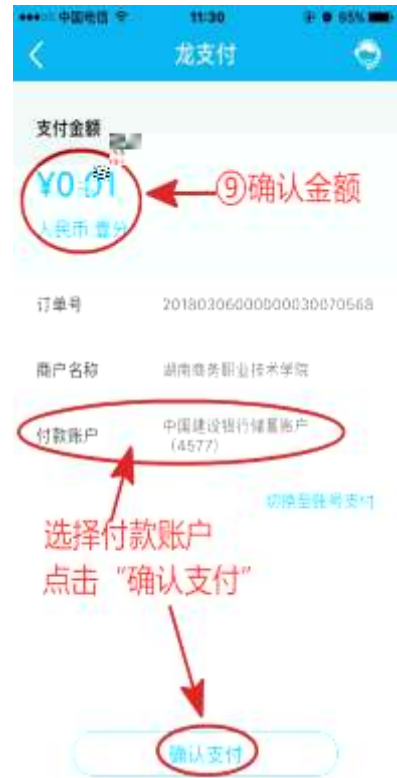 中国电信 11:30 65%
龙支付
支付金额
¥0.01
⑨确认金额
人民币 壹分
订单号 20180306000000030070568
商户名称 湖南商务职业技术学院
付款账户 中国建设银行储蓄账户
(4577)
切换至账号支付
选择付款账户
点击“确认支付”
确认支付